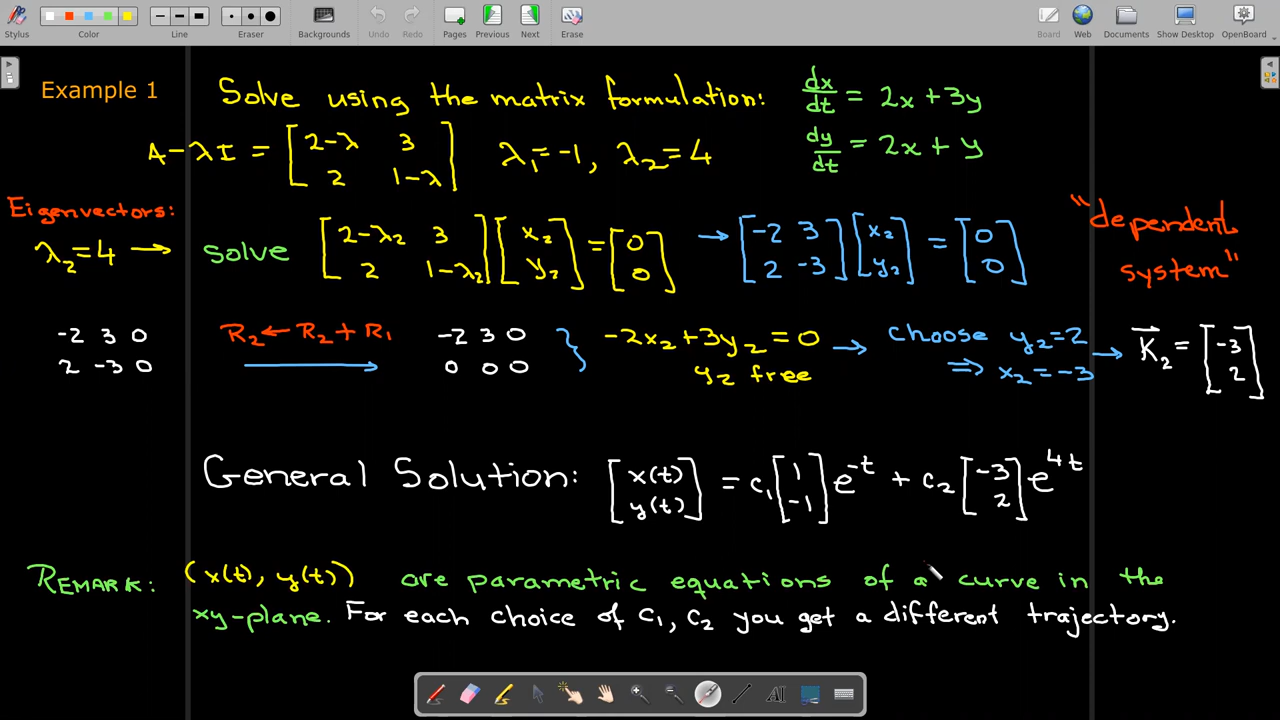 Stylus Color Line Eraser Backgrounds Undo Redo Pages Previous Next Erase Board Web Documents Show Desktop OpenBoard
Example 1 Solve using the matrix formulation: dx/dt = 2x + 3y
dy/dt = 2x + y
A - λI = [2-λ 3; 2 1-λ] λ₁ = -1, λ₂ = 4
Eigenvectors:
λ₂ = 4 → solve [2-λ₂ 3; 2 1-λ₂] [x₂; y₂] = [0; 0] → [-2 3; 2 -3] [x₂; y₂] = [0; 0] "dependent system"
-2 3 0 R₂ ← R₂ + R₁ -2 3 0 } -2x₂ + 3y₂ = 0 → choose y₂ = 2 → K⃗₂ = [-3; 2]
2 -3 0 → 0 0 0 y₂ free ⇒ x₂ = -3
General Solution: [x(t); y(t)] = c₁ [1; -1] e^{-t} + c₂ [-3; 2] e^{4t}
REMARK: (x(t), y(t)) are parametric equations of a curve in the
xy-plane. For each choice of c₁, c₂ you get a different trajectory.
AI